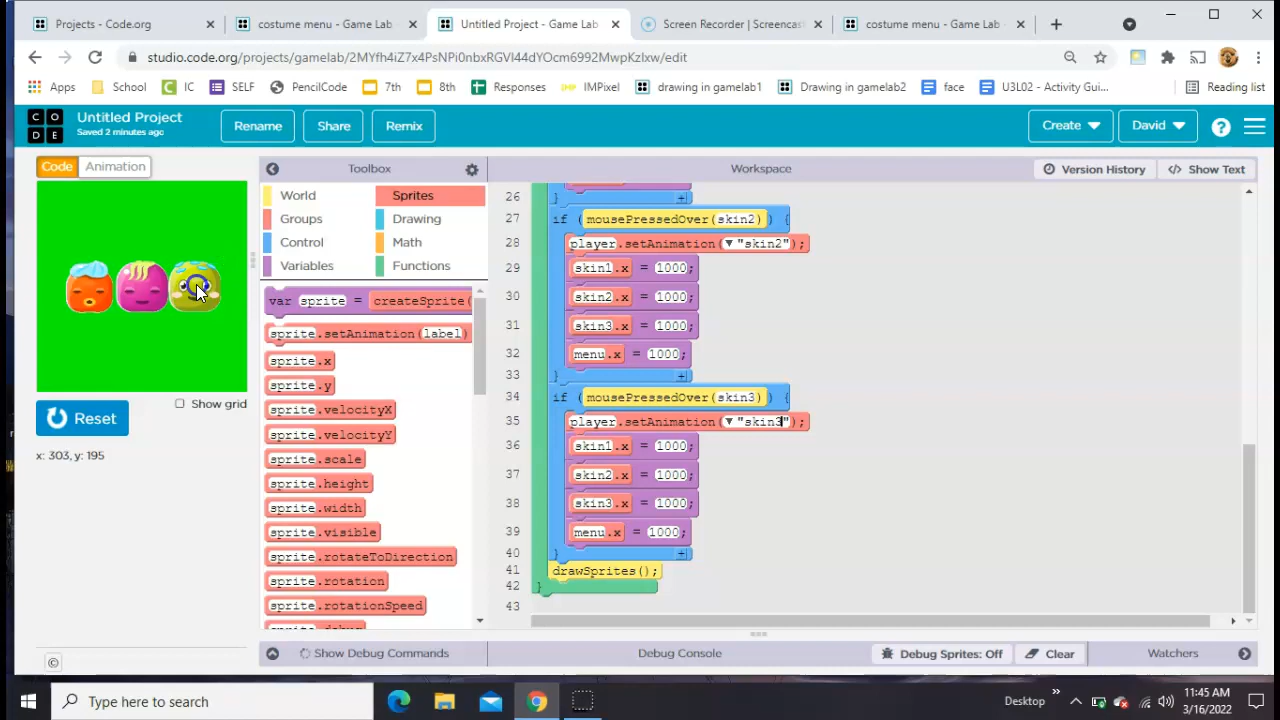 Projects - Code.org
costume menu - Game Lab
Untitled Project - Game Lab
Screen Recorder | Screencas
costume menu - Game Lab
studio.code.org/projects/gamelab/2MYfh4iZ7x4PsNPi0nbxRGVI44dYOcm6992MwpKzlxw/edit
Apps School IC SELF PencilCode 7th 8th Responses IMPixel drawing in gamelab1 Drawing in gamelab2 face U3L02 - Activity Gui... Reading list
CO
DE
Untitled Project
Saved 2 minutes ago
Rename Share Remix Create David ?
Code Animation Toolbox Workspace Version History </> Show Text
World Sprites
Groups Drawing
Control Math
Variables Functions
var sprite = createSprite(
sprite.setAnimation(label)
sprite.x
sprite.y
sprite.velocityX
sprite.velocityY
sprite.scale
sprite.height
sprite.width
sprite.visible
sprite.rotateToDirection
sprite.rotation
sprite.rotationSpeed
26 }
27 if (mousePressedOver(skin2)) {
28 player.setAnimation(▼"skin2");
29 skin1.x = 1000;
30 skin2.x = 1000;
31 skin3.x = 1000;
32 menu.x = 1000;
33 }
34 if (mousePressedOver(skin3)) {
35 player.setAnimation(▼"skin3");
36 skin1.x = 1000;
37 skin2.x = 1000;
38 skin3.x = 1000;
39 menu.x = 1000;
40 }
41 drawSprites();
42 }
43
Reset
Show grid
x: 303, y: 195
©
Show Debug Commands Debug Console Debug Sprites: Off Clear Watchers
Type here to search
Desktop »
11:45 AM
3/16/2022